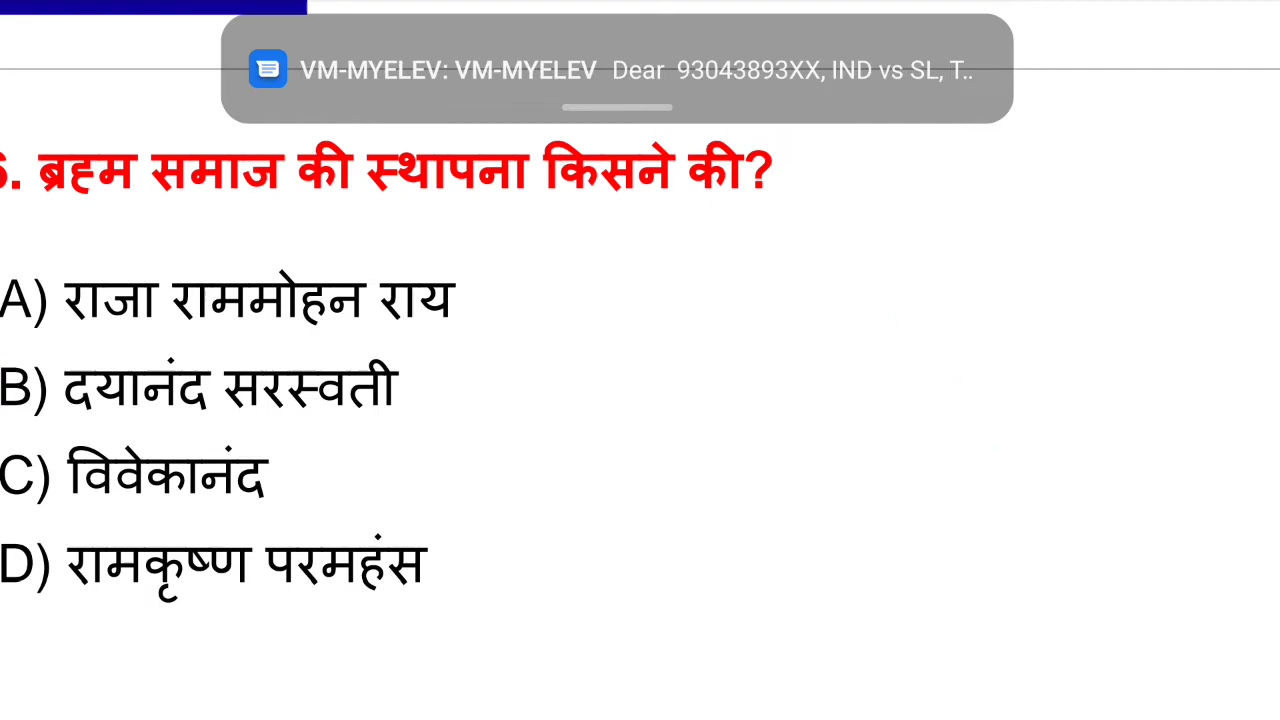 VM-MYELEV: VM-MYELEV Dear 93043893XX, IND vs SL, T..
6. ब्रह्म समाज की स्थापना किसने की?
A) राजा राममोहन राय
B) दयानंद सरस्वती
C) विवेकानंद
D) रामकृष्ण परमहंस